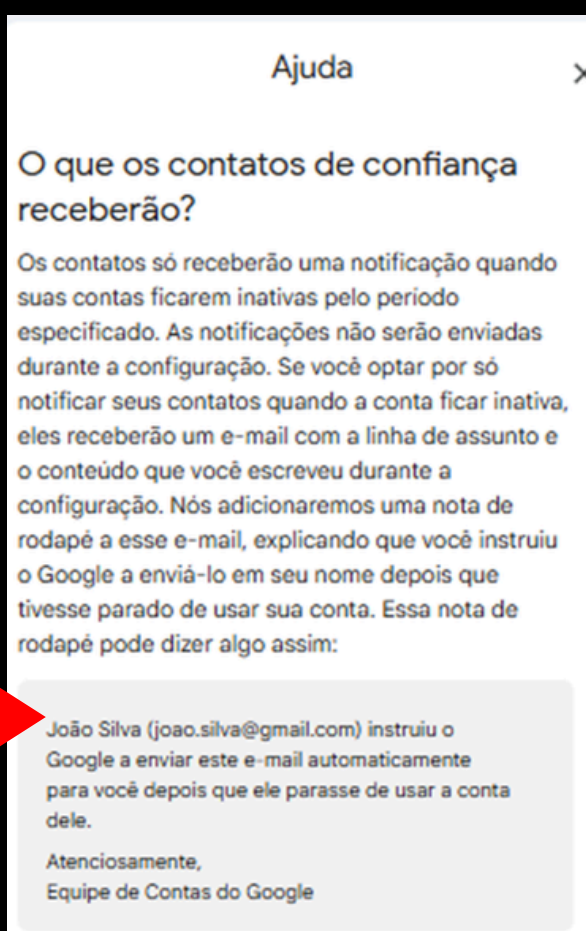 Ajuda
O que os contatos de confiança
receberão?
Os contatos só receberão uma notificação quando
suas contas ficarem inativas pelo período
especificado. As notificações não serão enviadas
durante a configuração. Se você optar por só
notificar seus contatos quando a conta ficar inativa,
eles receberão um e-mail com a linha de assunto e
o conteúdo que você escreveu durante a
configuração. Nós adicionaremos uma nota de
rodapé a esse e-mail, explicando que você instruiu
o Google a enviá-lo em seu nome depois que
tivesse parado de usar sua conta. Essa nota de
rodapé pode dizer algo assim:
João Silva (joao.silva@gmail.com) instruiu o
Google a enviar este e-mail automaticamente
para você depois que ele parasse de usar a conta
dele.
Atenciosamente,
Equipe de Contas do Google